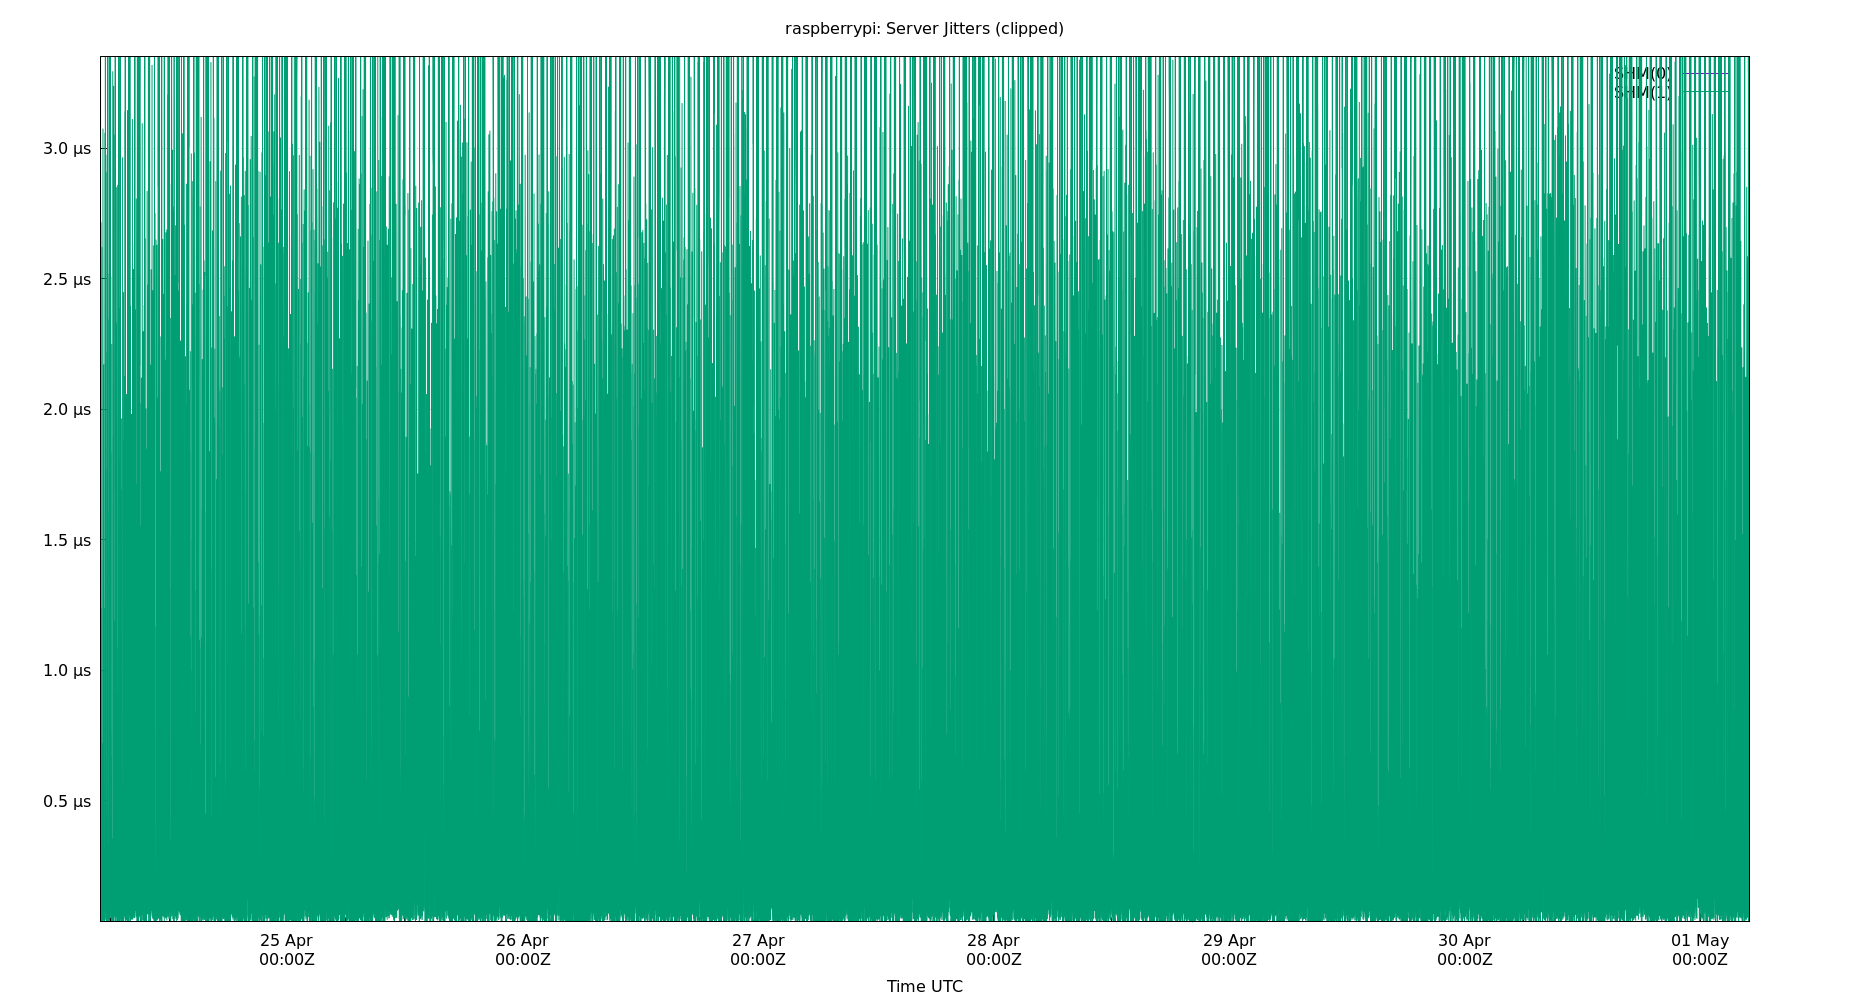 raspberrypi: Server Jitters (clipped)
SHM(0)
SHM(1)
3.0 µs
2.5 µs
2.0 µs
1.5 µs
1.0 µs
0.5 µs
25 Apr 26 Apr 27 Apr 28 Apr 29 Apr 30 Apr 01 May
00:00Z 00:00Z 00:00Z 00:00Z 00:00Z 00:00Z 00:00Z
Time UTC